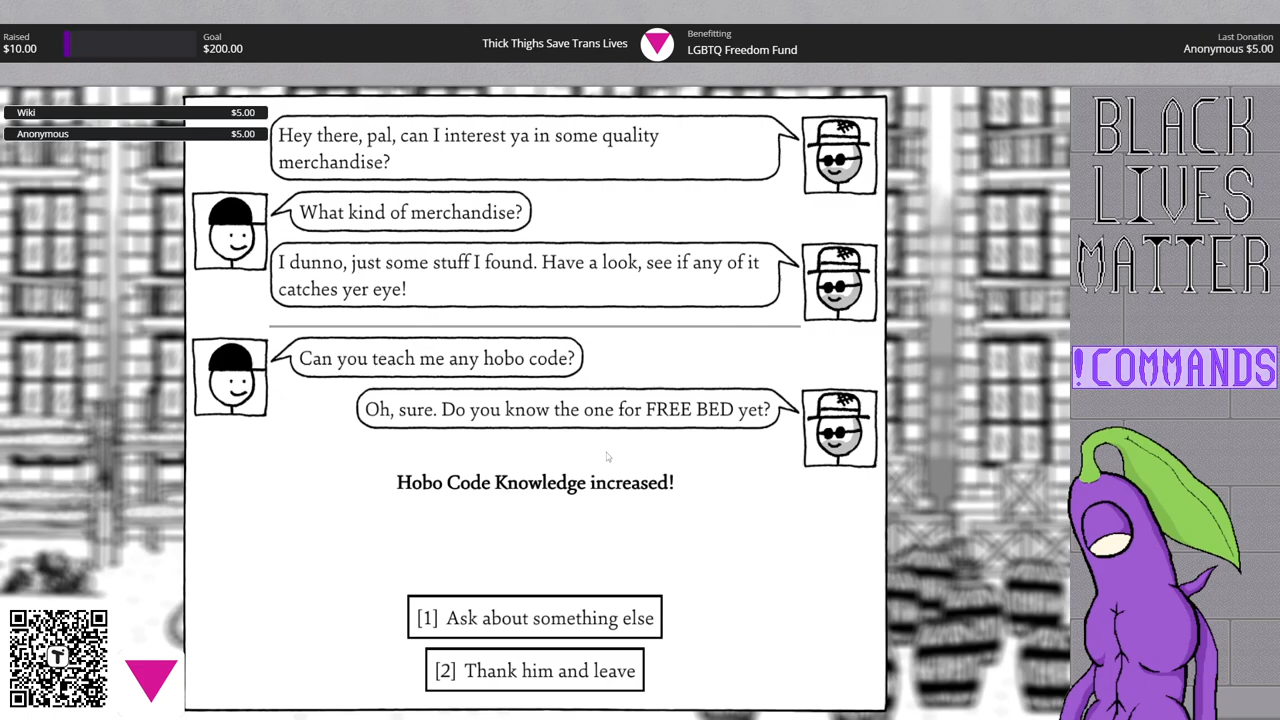 Raised
$10.00
Goal
$200.00
Thick Thighs Save Trans Lives
Benefitting
LGBTQ Freedom Fund
Last Donation
Anonymous $5.00
Wiki $5.00
Anonymous $5.00
Hey there, pal, can I interest ya in some quality
merchandise?
What kind of merchandise?
I dunno, just some stuff I found. Have a look, see if any of it
catches yer eye!
Can you teach me any hobo code?
Oh, sure. Do you know the one for FREE BED yet?
Hobo Code Knowledge increased!
[1] Ask about something else
[2] Thank him and leave
BLACK
LIVES
MATTER
!COMMANDS
T